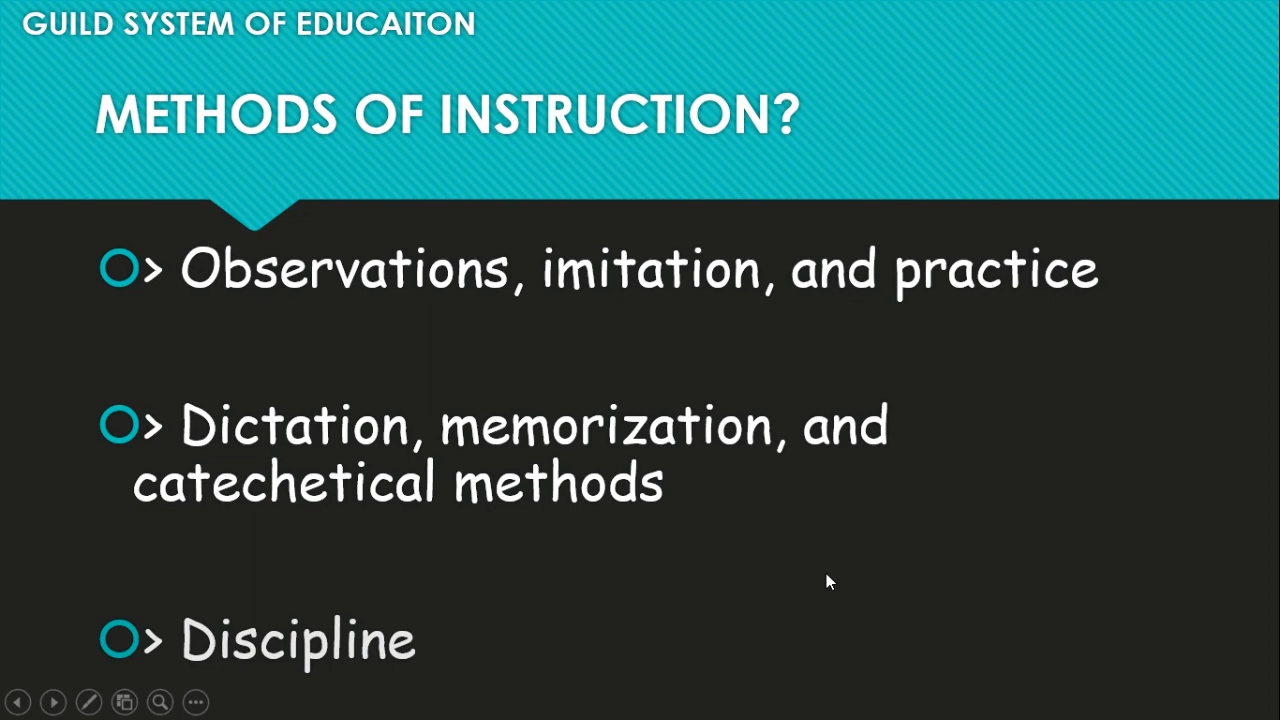 GUILD SYSTEM OF EDUCAITON
METHODS OF INSTRUCTION?
> Observations, imitation, and practice
> Dictation, memorization, and
catechetical methods
> Discipline